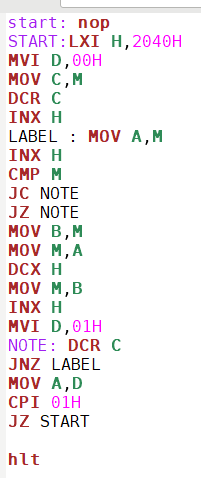 start: nop
START:LXI H,2040H
MVI D,00H
MOV C,M
DCR C
INX H
LABEL : MOV A,M
INX H
CMP M
JC NOTE
JZ NOTE
MOV B,M
MOV M,A
DCX H
MOV M,B
INX H
MVI D,01H
NOTE: DCR C
JNZ LABEL
MOV A,D
CPI 01H
JZ START
hlt